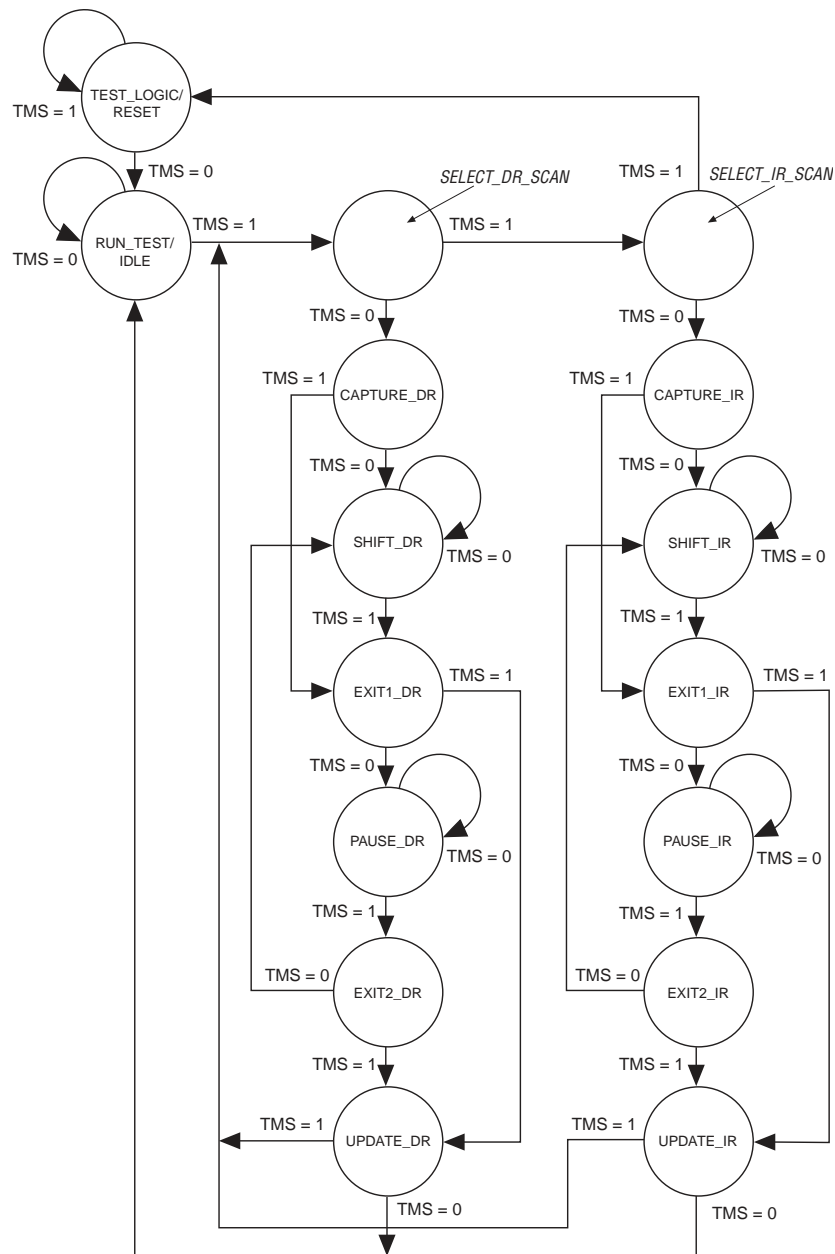 TEST_LOGIC/
RESET
TMS = 1
TMS = 0
SELECT_DR_SCAN
TMS = 1
SELECT_IR_SCAN
RUN_TEST/
IDLE
TMS = 0
TMS = 1
TMS = 1
TMS = 0
TMS = 0
TMS = 1
CAPTURE_DR
TMS = 1
CAPTURE_IR
TMS = 0
TMS = 0
SHIFT_DR
TMS = 0
SHIFT_IR
TMS = 0
TMS = 1
TMS = 1
EXIT1_DR
TMS = 1
EXIT1_IR
TMS = 1
TMS = 0
TMS = 0
PAUSE_DR
TMS = 0
PAUSE_IR
TMS = 0
TMS = 1
TMS = 1
TMS = 0
EXIT2_DR
TMS = 0
EXIT2_IR
TMS = 1
TMS = 1
TMS = 1
UPDATE_DR
TMS = 1
UPDATE_IR
TMS = 0
TMS = 0